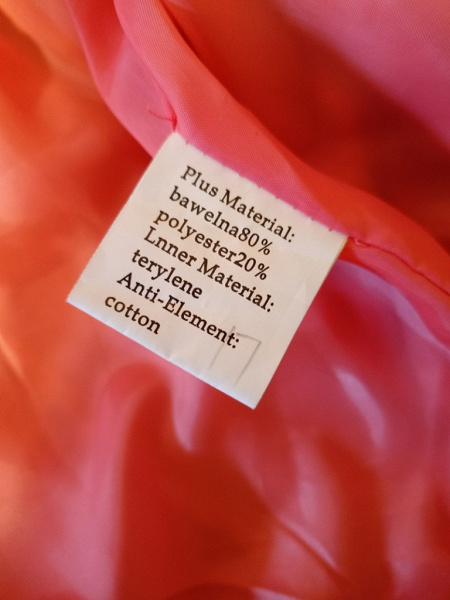 Plus Material:
bawelna80%
polyester20%
Lnner Material:
terylene
Anti-Element:
cotton